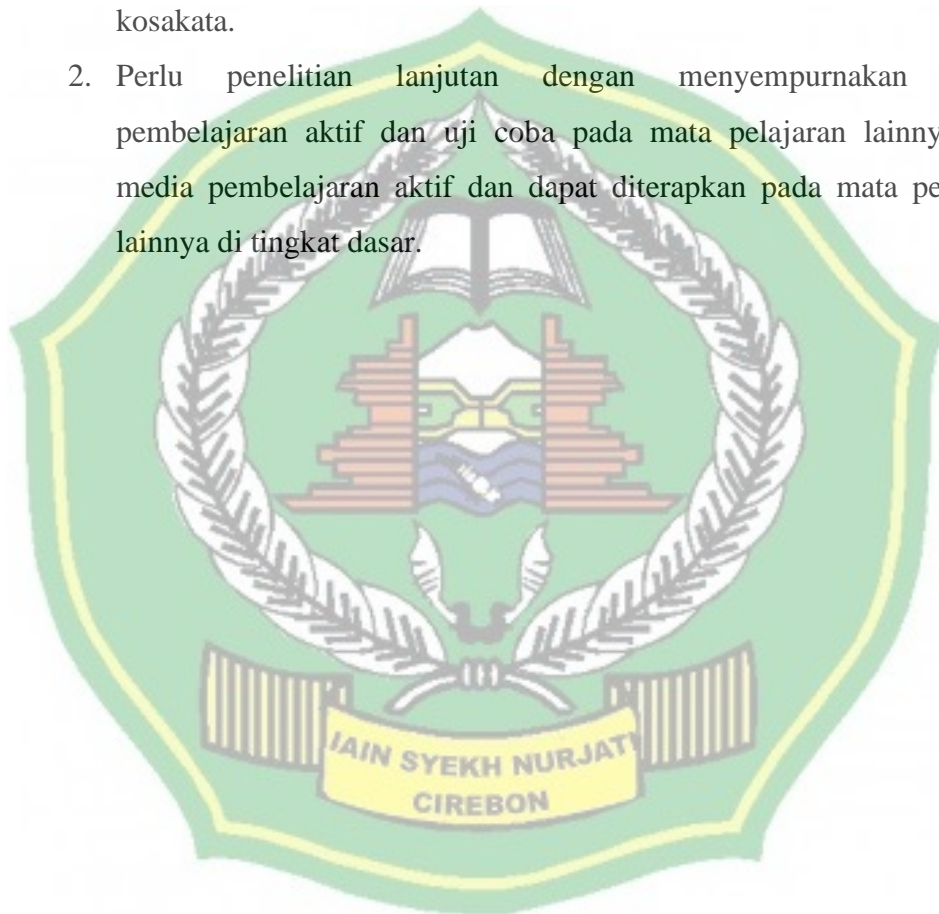 kosakata.
2. Perlu penelitian lanjutan dengan menyempurnakan
pembelajaran aktif dan uji coba pada mata pelajaran lainny
media pembelajaran aktif dan dapat diterapkan pada mata pe
lainnya di tingkat dasar.
IAIN SYEKH NURJATI
CIREBON